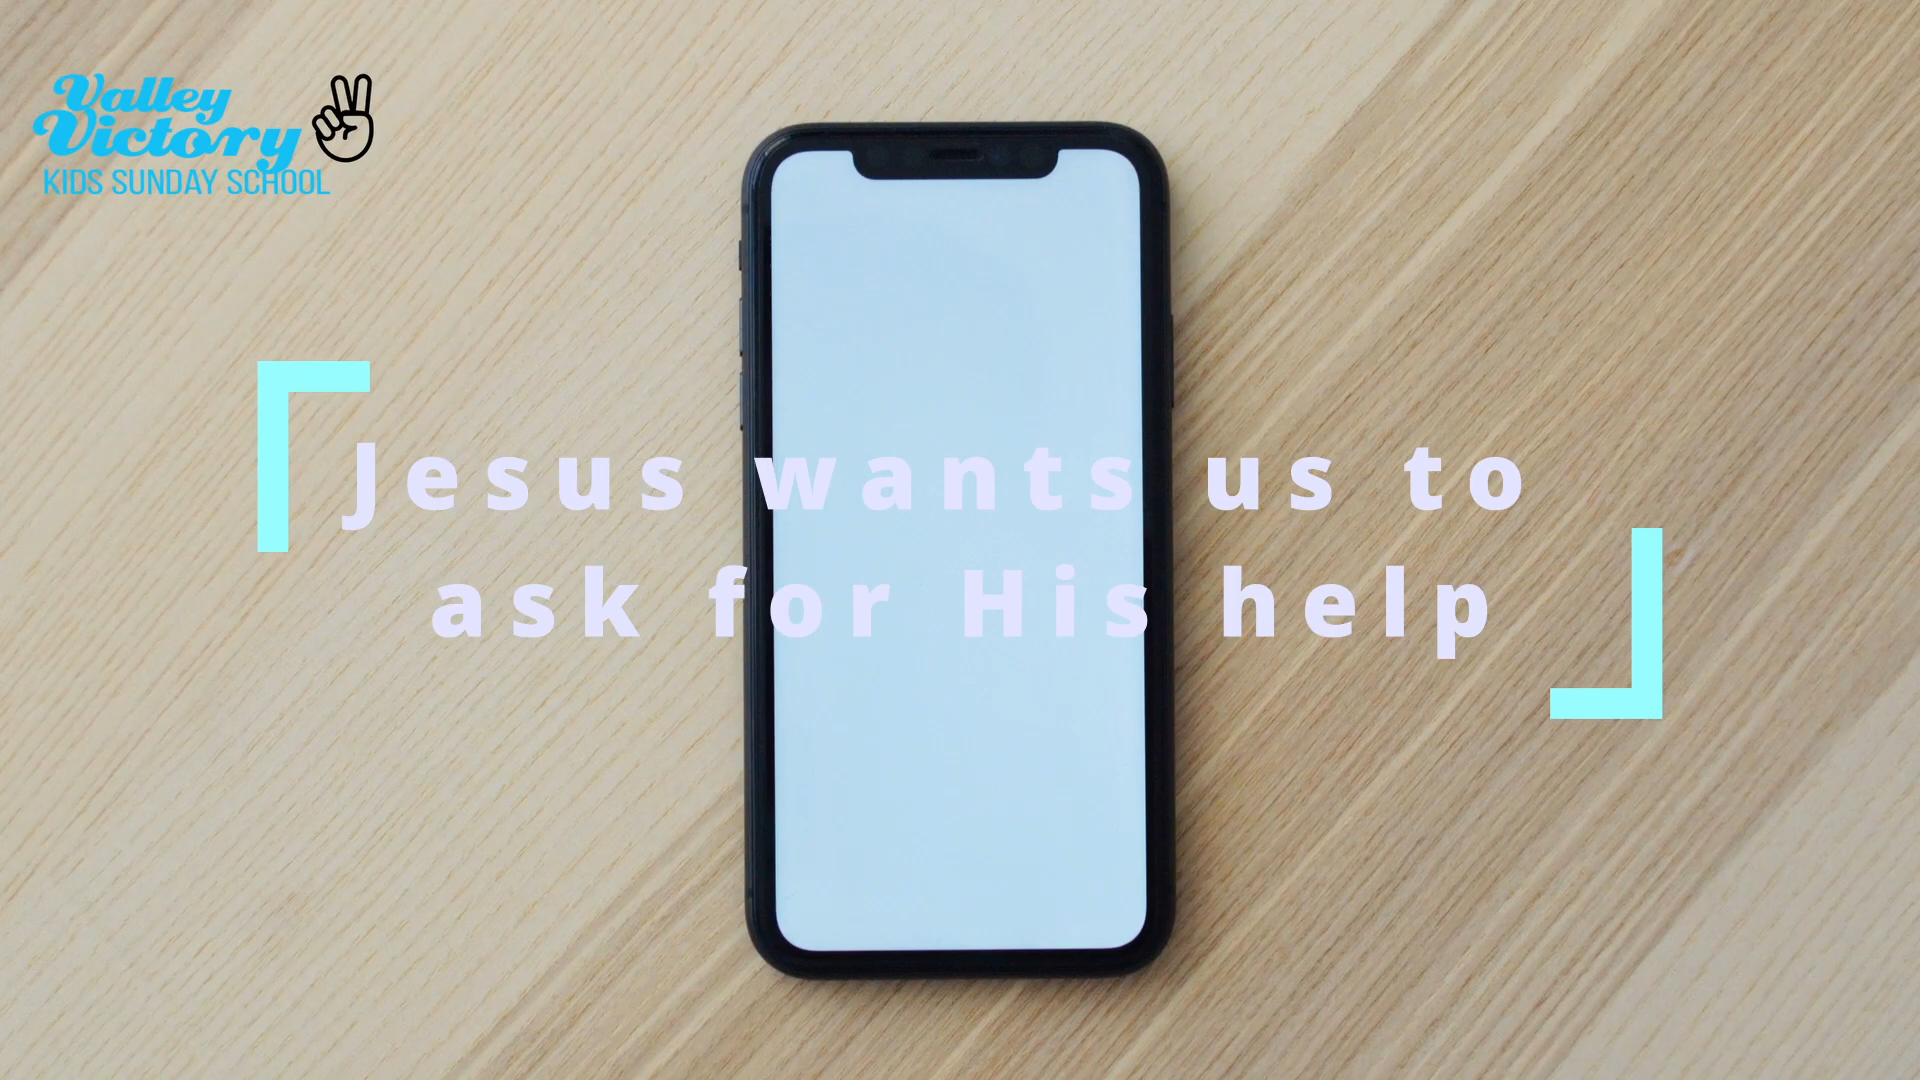 Valley
Victory
KIDS SUNDAY SCHOOL
Jesus wants us to
ask for His help